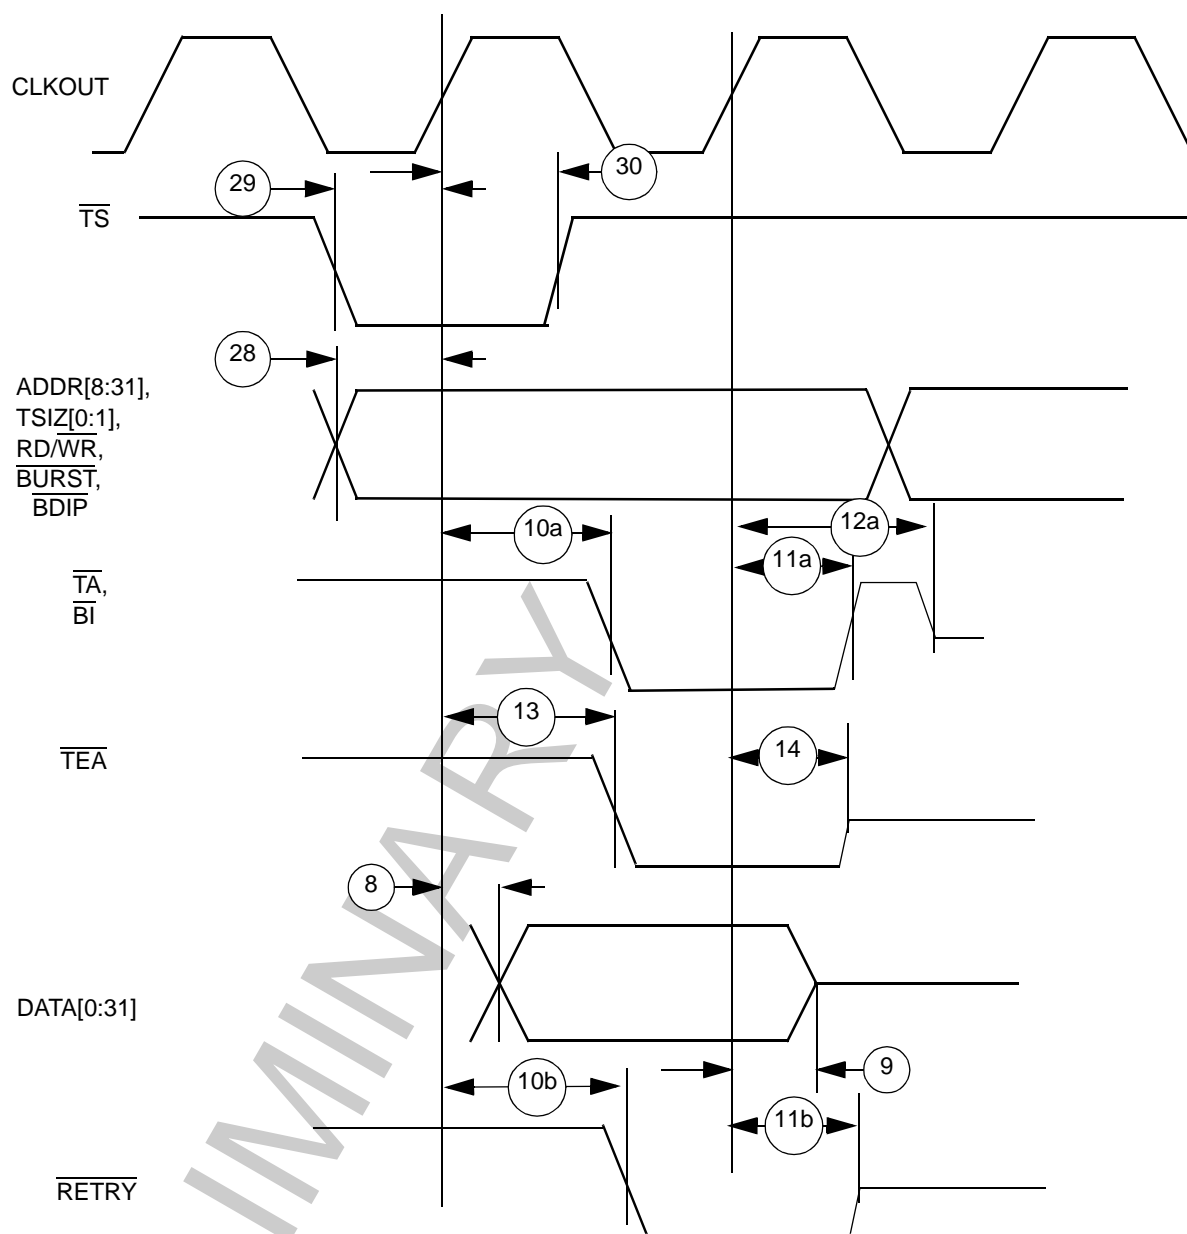 CLKOUT
30
29
TS
28
ADDR[8:31],
TSIZ[0:1],
RD/WR,
BURST,
BDIP
10a
12a
11a
TA,
BI
13
14
TEA
8
DATA[0:31]
9
10b
11b
RETRY
IMINARY